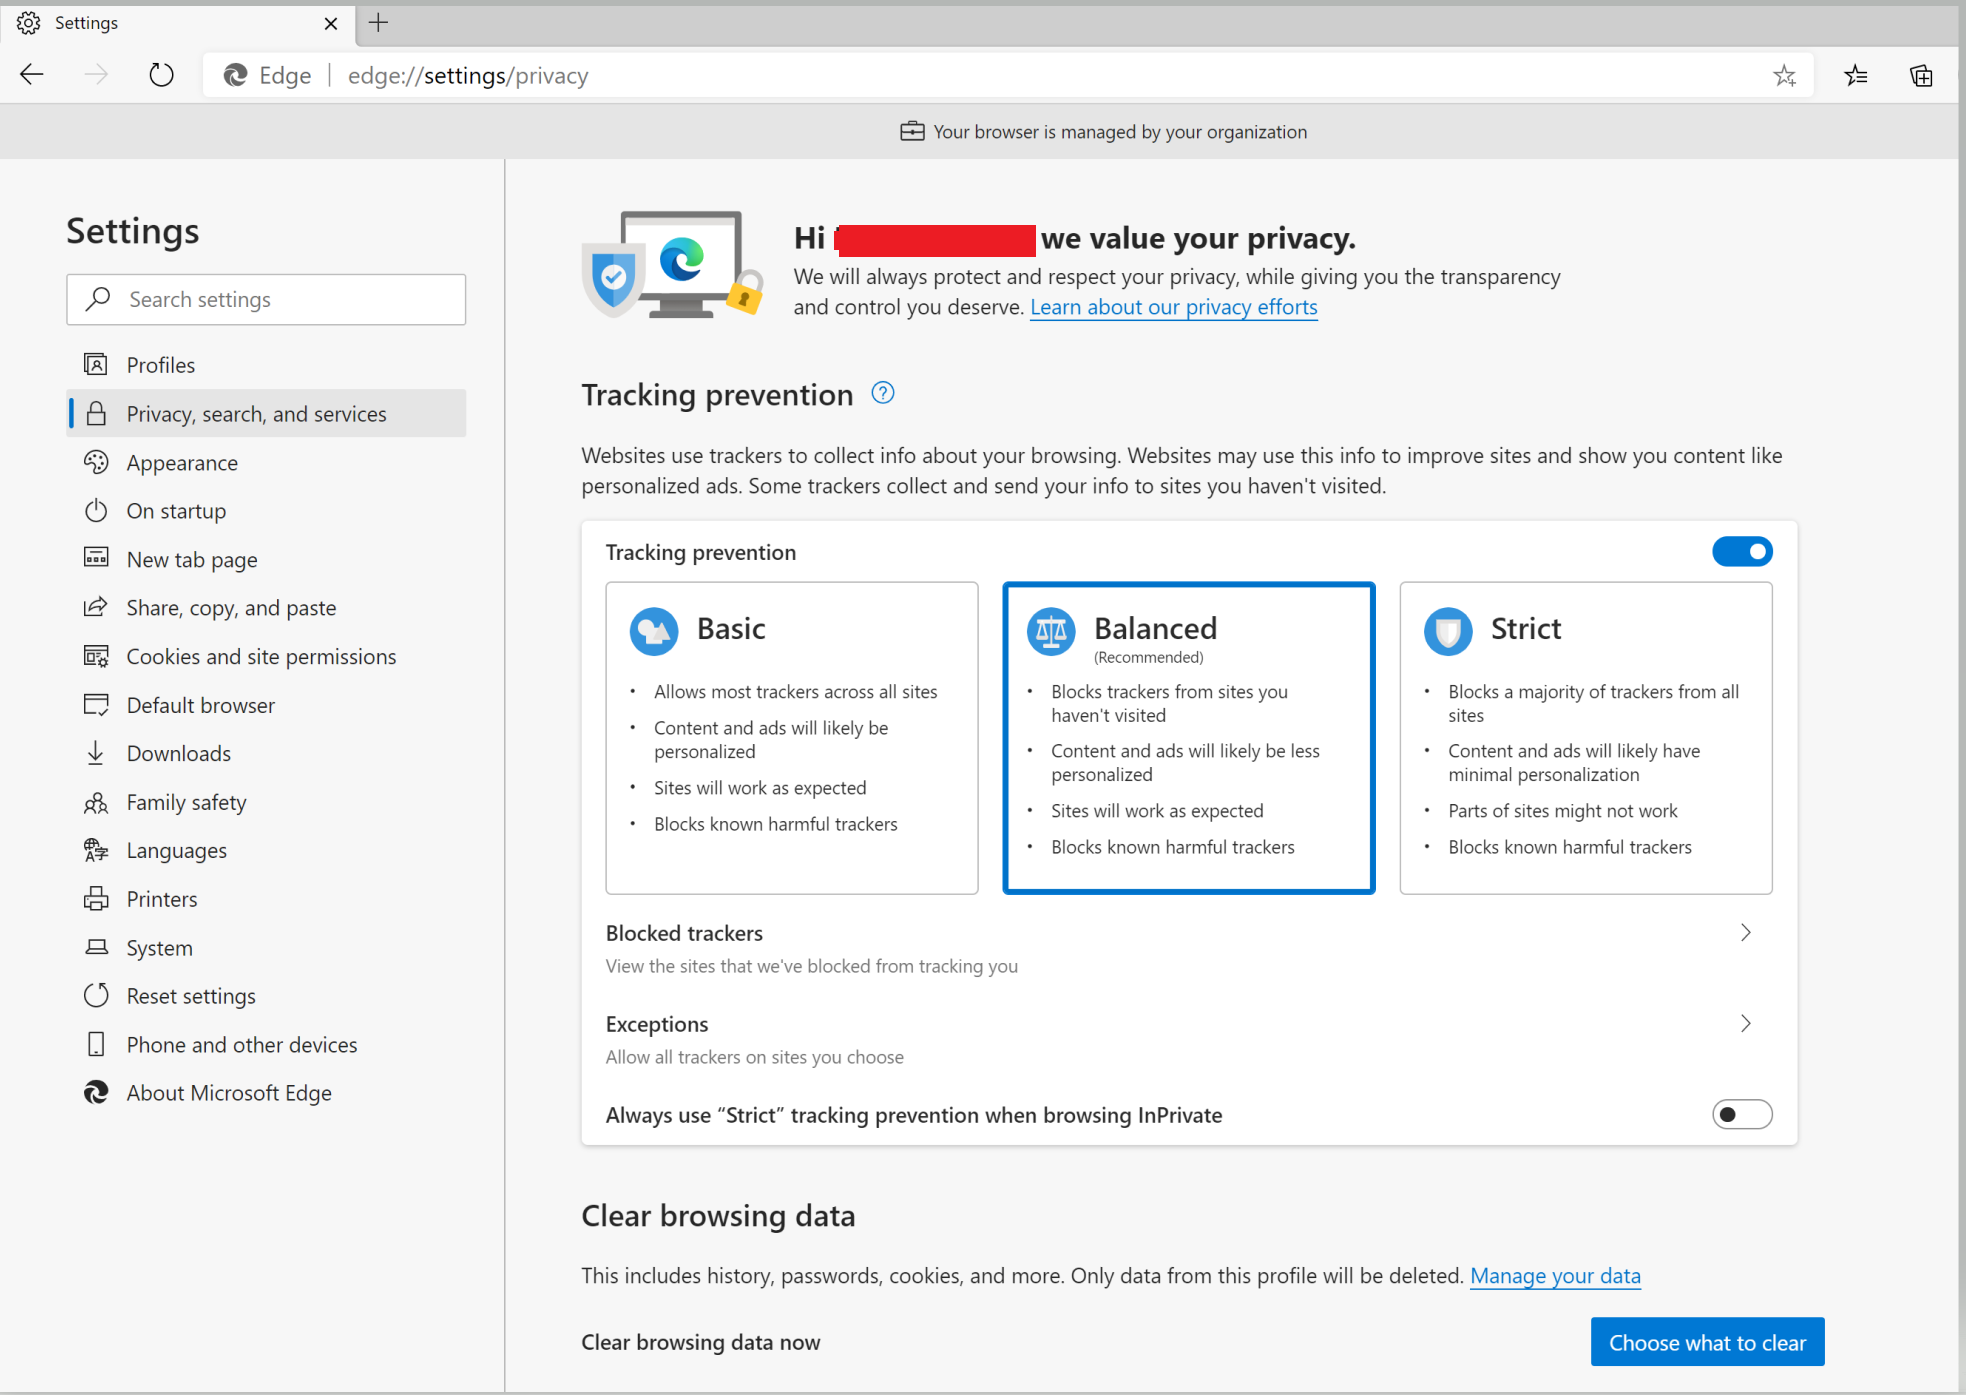 Settings
Edge | edge://settings/privacy
Your browser is managed by your organization
Settings
Search settings
Profiles
Privacy, search, and services
Appearance
On startup
New tab page
Share, copy, and paste
Cookies and site permissions
Default browser
Downloads
Family safety
Languages
Printers
System
Reset settings
Phone and other devices
About Microsoft Edge
Hi we value your privacy.
We will always protect and respect your privacy, while giving you the transparency
and control you deserve. Learn about our privacy efforts
Tracking prevention
Websites use trackers to collect info about your browsing. Websites may use this info to improve sites and show you content like
personalized ads. Some trackers collect and send your info to sites you haven't visited.
Tracking prevention
Basic
• Allows most trackers across all sites
• Content and ads will likely be
personalized
• Sites will work as expected
• Blocks known harmful trackers
Balanced
(Recommended)
• Blocks trackers from sites you
haven't visited
• Content and ads will likely be less
personalized
• Sites will work as expected
• Blocks known harmful trackers
Strict
• Blocks a majority of trackers from all
sites
• Content and ads will likely have
minimal personalization
• Parts of sites might not work
• Blocks known harmful trackers
Blocked trackers
View the sites that we've blocked from tracking you
Exceptions
Allow all trackers on sites you choose
Always use “Strict” tracking prevention when browsing InPrivate
Clear browsing data
This includes history, passwords, cookies, and more. Only data from this profile will be deleted. Manage your data
Clear browsing data now
Choose what to clear